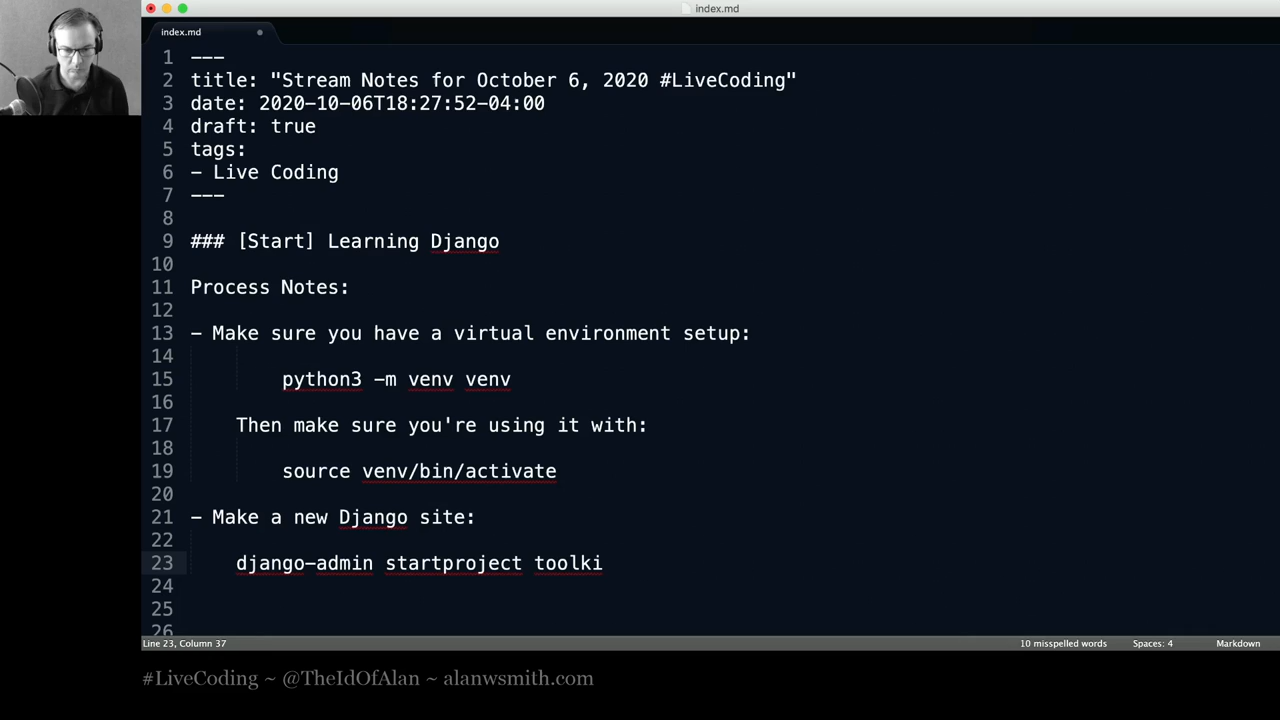 index.md
index.md
1 ---
2 title: "Stream Notes for October 6, 2020 #LiveCoding"
3 date: 2020-10-06T18:27:52-04:00
4 draft: true
5 tags:
6 - Live Coding
7 ---
8
9 ### [Start] Learning Django
10
11 Process Notes:
12
13 - Make sure you have a virtual environment setup:
14
15 python3 -m venv venv
16
17 Then make sure you're using it with:
18
19 source venv/bin/activate
20
21 - Make a new Django site:
22
23 django-admin startproject toolki
24
25
26
Line 23, Column 37 10 misspelled words Spaces: 4 Markdown
#LiveCoding ~ @TheIdOfAlan ~ alanwsmith.com